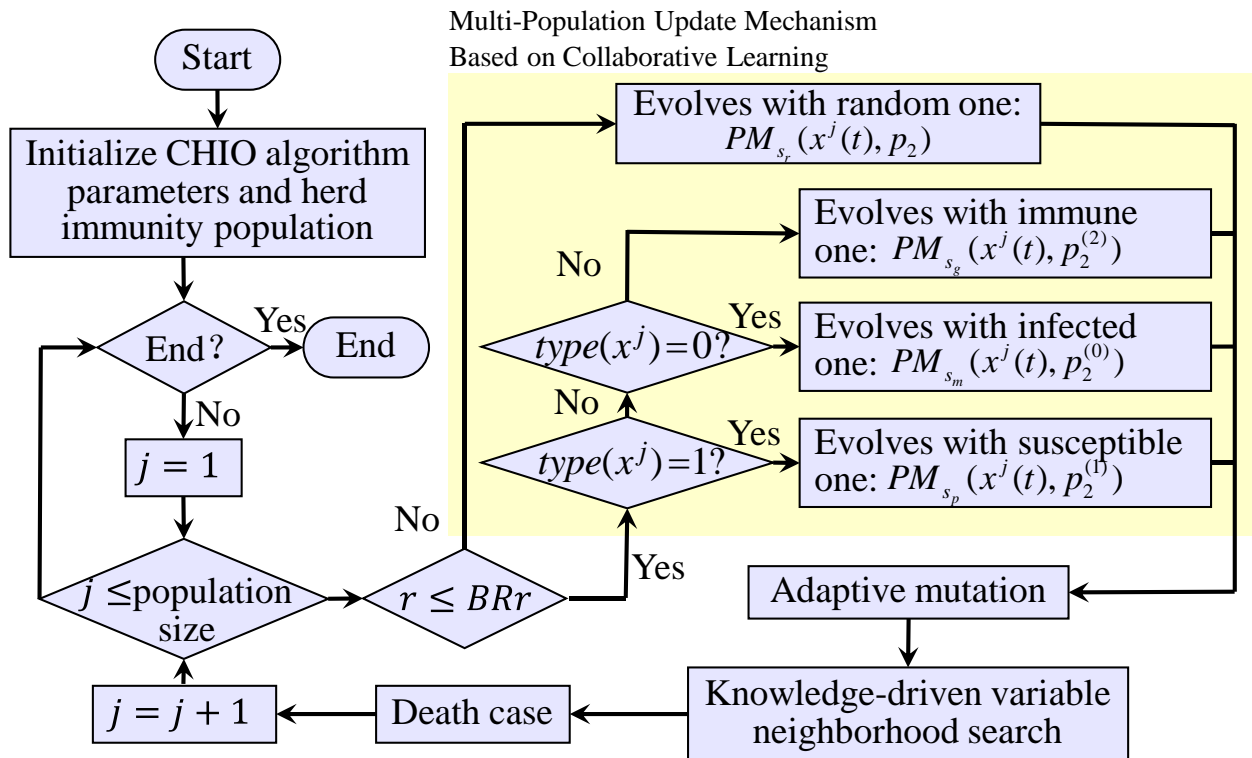 Multi-Population Update Mechanism
Based on Collaborative Learning
Start
Initialize CHIO algorithm
parameters and herd
immunity population
End?
Yes
End
No
j = 1
j ≤population
size
r ≤ BRr
No
Yes
Evolves with random one:
PM_{s_r}(x^j(t), p_2)
Evolves with immune
one: PM_{s_g}(x^j(t), p_2^{(2)})
No
type(x^j)=0?
Yes
Evolves with infected
one: PM_{s_m}(x^j(t), p_2^{(0)})
No
type(x^j)=1?
Yes
Evolves with susceptible
one: PM_{s_p}(x^j(t), p_2^{(1)})
Adaptive mutation
Knowledge-driven variable
neighborhood search
Death case
j = j + 1